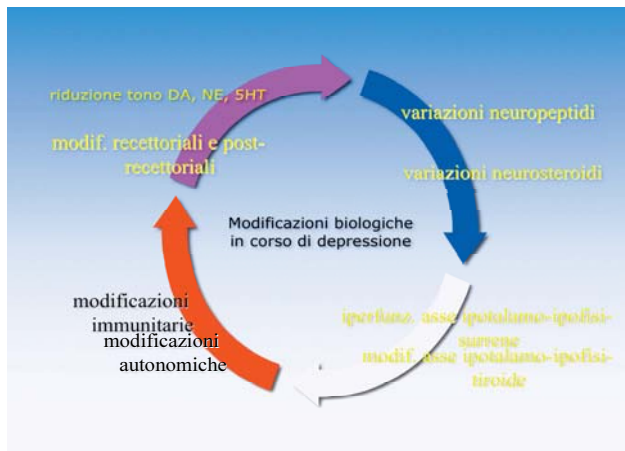 riduzione tono DA, NE, 5HT
modif. recettoriali e post-
recettoriali
variazioni neuropeptidi
variazioni neurosteroidi
Modificazioni biologiche
in corso di depressione
iperfunz. asse ipotalamo-ipofisi-
surrene
modif. asse ipotalamo-ipofisi-
tiroide
modificazioni
immunitarie
modificazioni
autonomiche